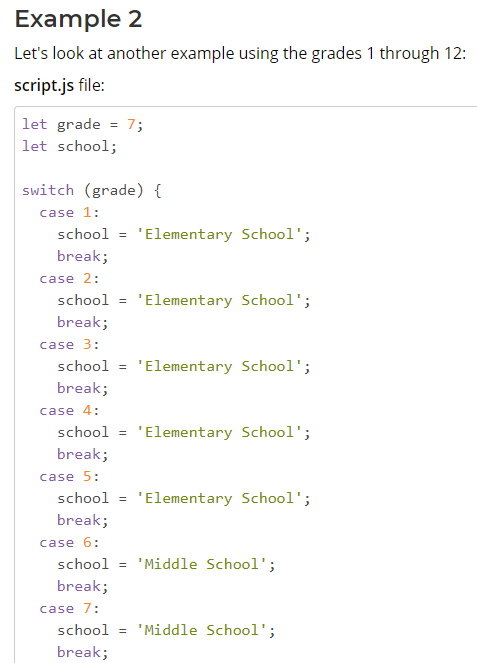 Example 2
Let's look at another example using the grades 1 through 12:
script.js file:
let grade = 7;
let school;
switch (grade) {
  case 1:
    school = 'Elementary School';
    break;
  case 2:
    school = 'Elementary School';
    break;
  case 3:
    school = 'Elementary School';
    break;
  case 4:
    school = 'Elementary School';
    break;
  case 5:
    school = 'Elementary School';
    break;
  case 6:
    school = 'Middle School';
    break;
  case 7:
    school = 'Middle School';
    break;